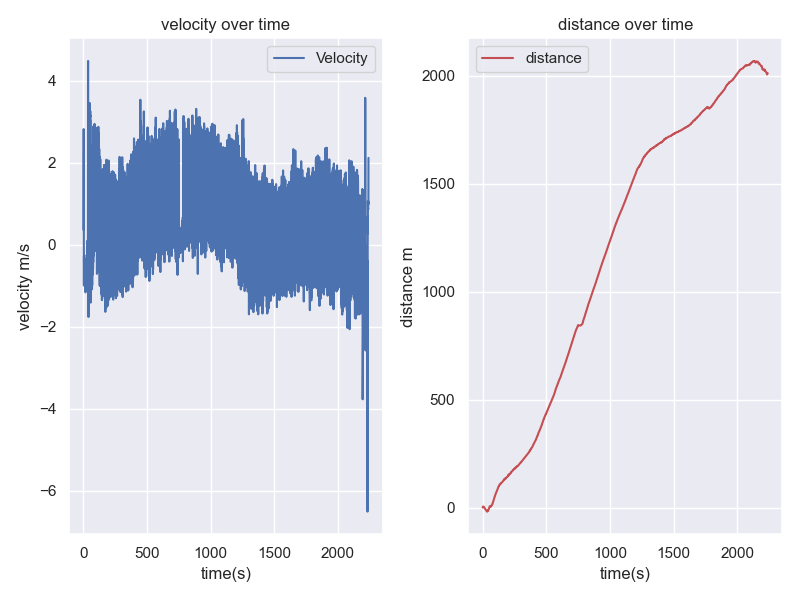 velocity over time
Velocity
4
2
0
−2
−4
−6
velocity m/s
0
500
1000
1500
2000
time(s)
distance over time
distance
2000
1500
1000
500
0
distance m
0
500
1000
1500
2000
time(s)